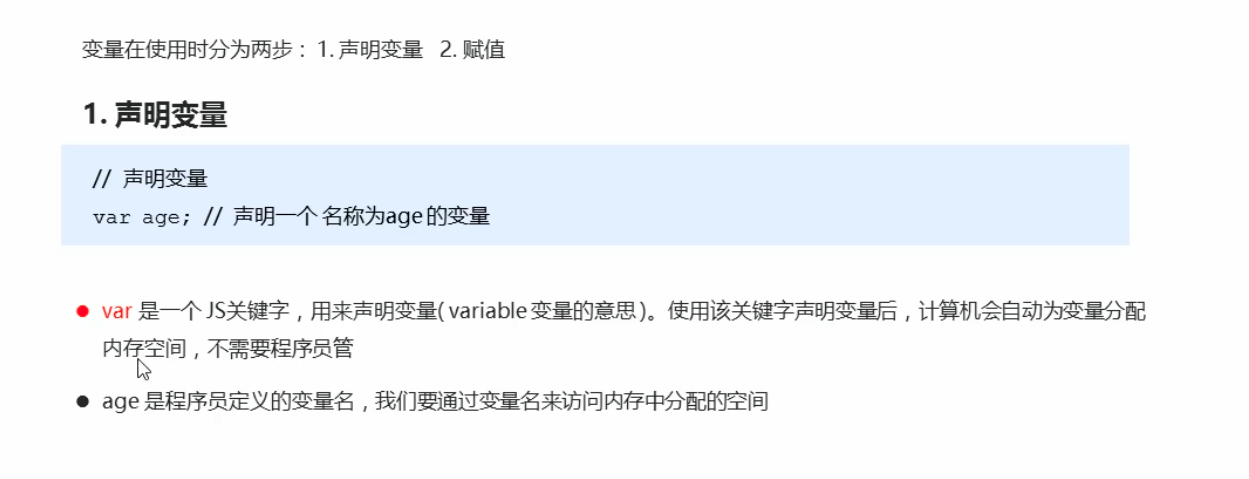 变量在使用时分为两步：1. 声明变量 2. 赋值
1. 声明变量
// 声明变量
var age; // 声明一个 名称为age 的变量
var 是一个 JS关键字，用来声明变量( variable 变量的意思 )。使用该关键字声明变量后，计算机会自动为变量分配
内存空间，不需要程序员管
age 是程序员定义的变量名，我们要通过变量名来访问内存中分配的空间